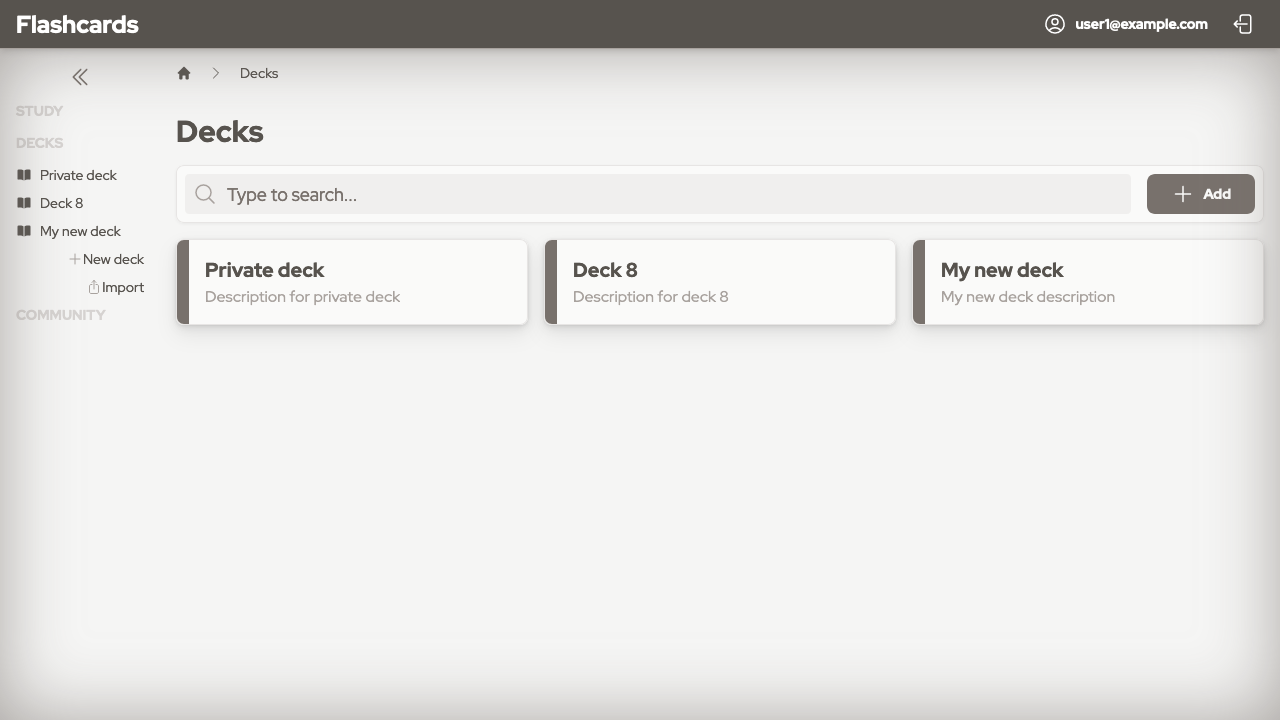 Flashcards
user1@example.com
Decks
STUDY
DECKS
Private deck
Deck 8
My new deck
New deck
Import
COMMUNITY
Decks
Type to search...
Add
Private deck
Description for private deck
Deck 8
Description for deck 8
My new deck
My new deck description